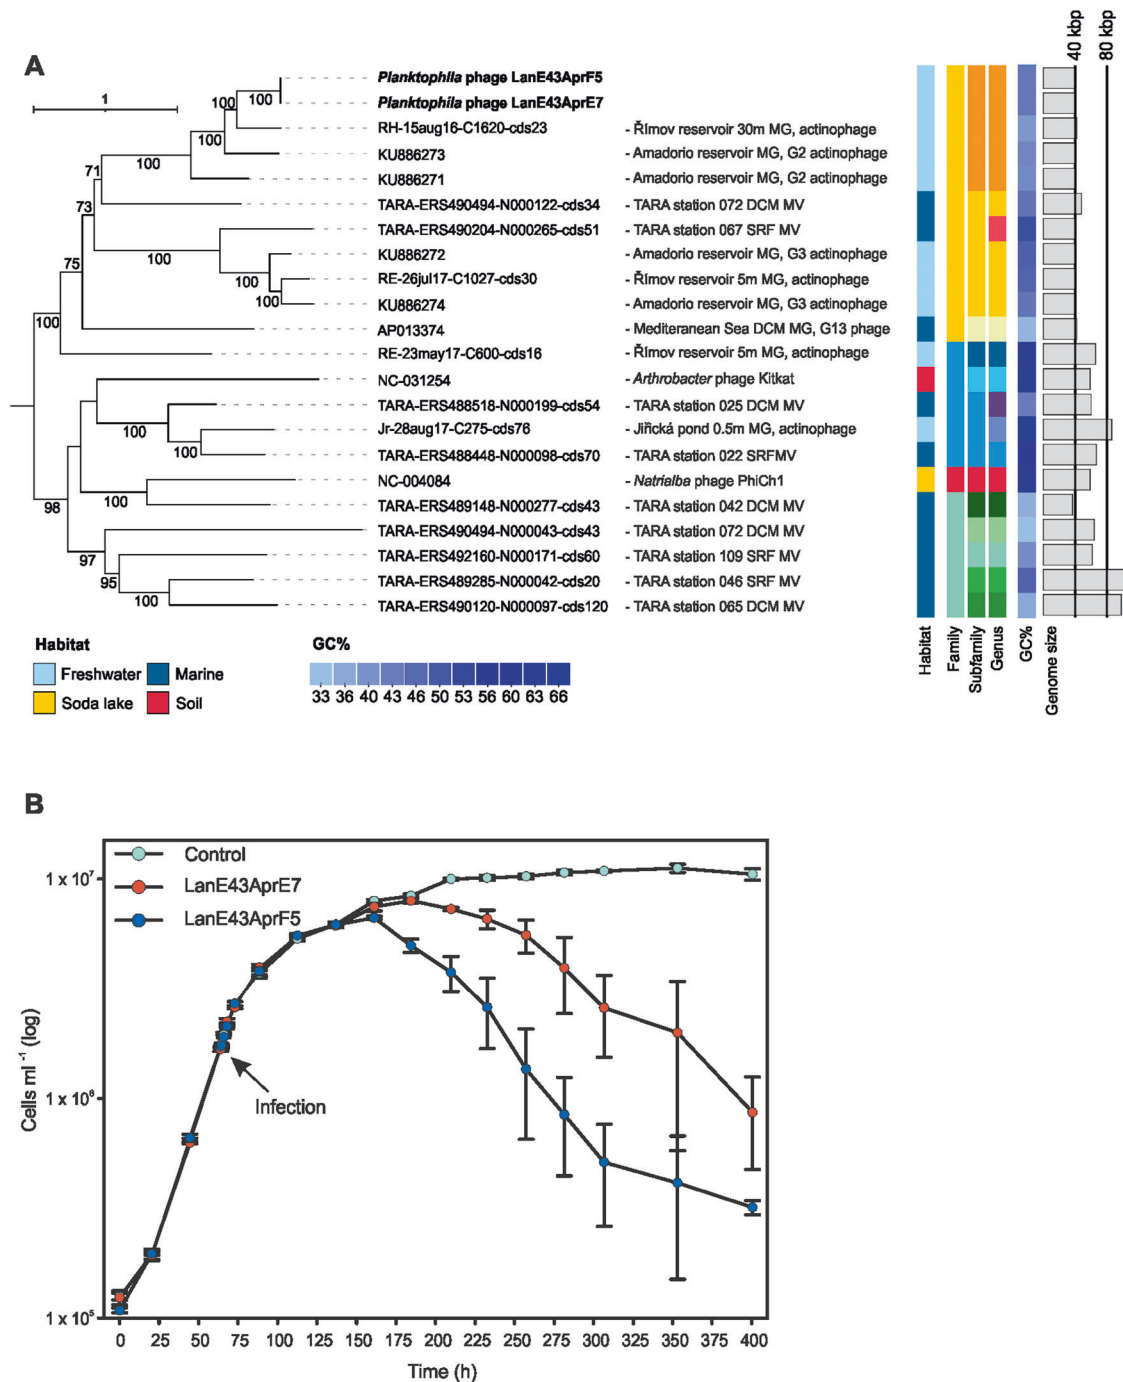 A
40 kbp
80 kbp
1
Planktophila phage LanE43AprF5
100
100
Planktophila phage LanE43AprE7
100
RH-15aug16-C1620-cds23 - Římov reservoir 30m MG, actinophage
100
KU886273 - Amadorio reservoir MG, G2 actinophage
71
KU886271 - Amadorio reservoir MG, G2 actinophage
73
TARA-ERS490494-N000122-cds34 - TARA station 072 DCM MV
TARA-ERS490204-N000265-cds51 - TARA station 067 SRF MV
75
100
KU886272 - Amadorio reservoir MG, G3 actinophage
100
RE-26jul17-C1027-cds30 - Římov reservoir 5m MG, actinophage
100
KU886274 - Amadorio reservoir MG, G3 actinophage
100
AP013374 - Mediteranean Sea DCM MG, G13 phage
RE-23may17-C600-cds16 - Římov reservoir 5m MG, actinophage
NC-031254 - Arthrobacter phage Kitkat
TARA-ERS488518-N000199-cds54 - TARA station 025 DCM MV
100
Jr-28aug17-C275-cds76 - Jiřická pond 0.5m MG, actinophage
100
TARA-ERS488448-N000098-cds70 - TARA station 022 SRFMV
NC-004084 - Natrialba phage PhiCh1
98
100
TARA-ERS489148-N000277-cds43 - TARA station 042 DCM MV
TARA-ERS490494-N000043-cds43 - TARA station 072 DCM MV
97
TARA-ERS492160-N000171-cds60 - TARA station 109 SRF MV
95
TARA-ERS489285-N000042-cds20 - TARA station 046 SRF MV
100
TARA-ERS490120-N000097-cds120 - TARA station 065 DCM MV
Habitat
Family
Subfamily
Genus
GC%
Genome size
Habitat
Freshwater
Marine
Soda lake
Soil
GC%
33 36 40 43 46 50 53 56 60 63 66
B
Control
LanE43AprE7
LanE43AprF5
1 x 10⁷
1 x 10⁶
1 x 10⁵
Cells ml ⁻¹ (log)
Infection
0 25 50 75 100 125 150 175 200 225 250 275 300 325 350 375 400
Time (h)